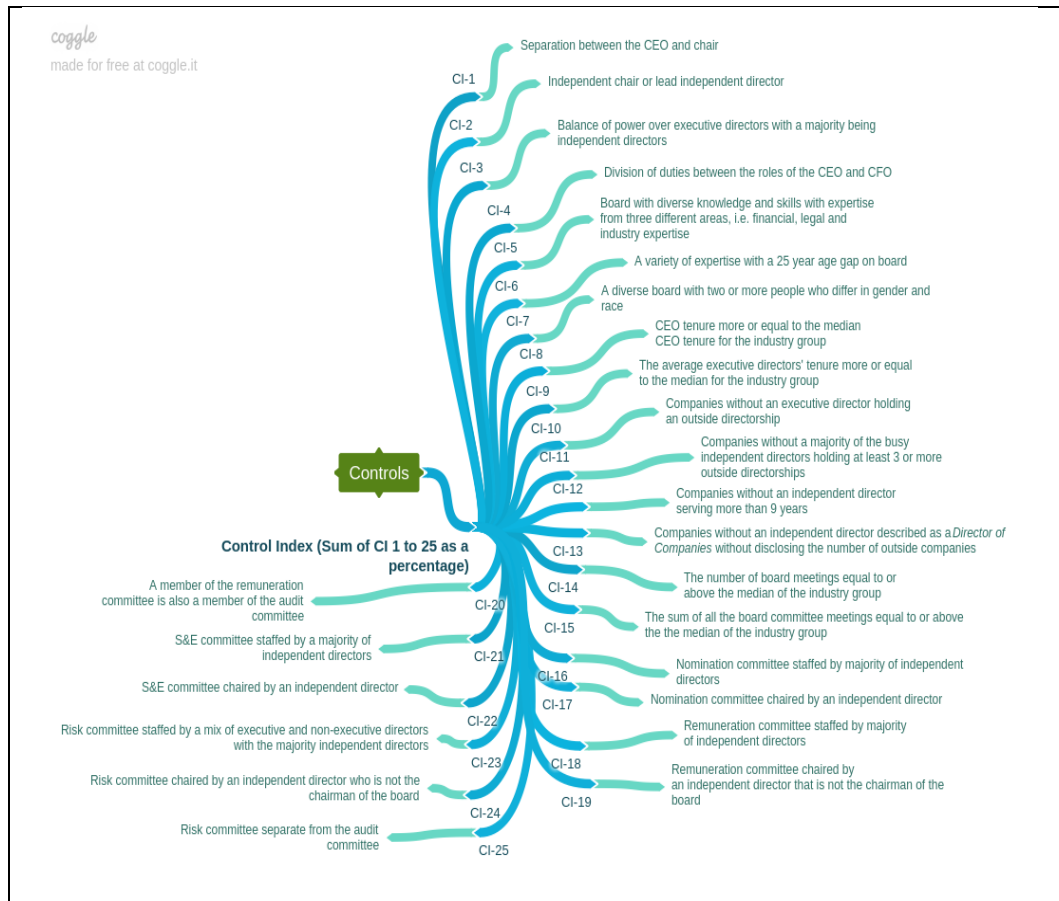 coggle
made for free at coggle.it
CI-1
Separation between the CEO and chair
CI-2
Independent chair or lead independent director
CI-3
Balance of power over executive directors with a majority being
independent directors
CI-4
Division of duties between the roles of the CEO and CFO
CI-5
Board with diverse knowledge and skills with expertise
from three different areas, i.e. financial, legal and
industry expertise
CI-6
A variety of expertise with a 25 year age gap on board
CI-7
A diverse board with two or more people who differ in gender and
race
CI-8
CEO tenure more or equal to the median
CEO tenure for the industry group
CI-9
The average executive directors' tenure more or equal
to the median for the industry group
CI-10
Companies without an executive director holding
an outside directorship
CI-11
Companies without a majority of the busy
independent directors holding at least 3 or more
outside directorships
CI-12
Companies without an independent director
serving more than 9 years
CI-13
Companies without an independent director described as a Director of
Companies without disclosing the number of outside companies
CI-14
The number of board meetings equal to or
above the median of the industry group
CI-15
The sum of all the board committee meetings equal to or above
the the median of the industry group
CI-16
Nomination committee staffed by majority of independent
directors
CI-17
Nomination committee chaired by an independent director
CI-18
Remuneration committee staffed by majority
of independent directors
CI-19
Remuneration committee chaired by
an independent director that is not the chairman of the
board
Controls
Control Index (Sum of CI 1 to 25 as a
percentage)
A member of the remuneration
committee is also a member of the audit
committee
CI-20
S&E committee staffed by a majority of
independent directors
CI-21
S&E committee chaired by an independent director
CI-22
Risk committee staffed by a mix of executive and non-executive directors
with the majority independent directors
CI-23
Risk committee chaired by an independent director who is not the
chairman of the board
CI-24
Risk committee separate from the audit
committee
CI-25